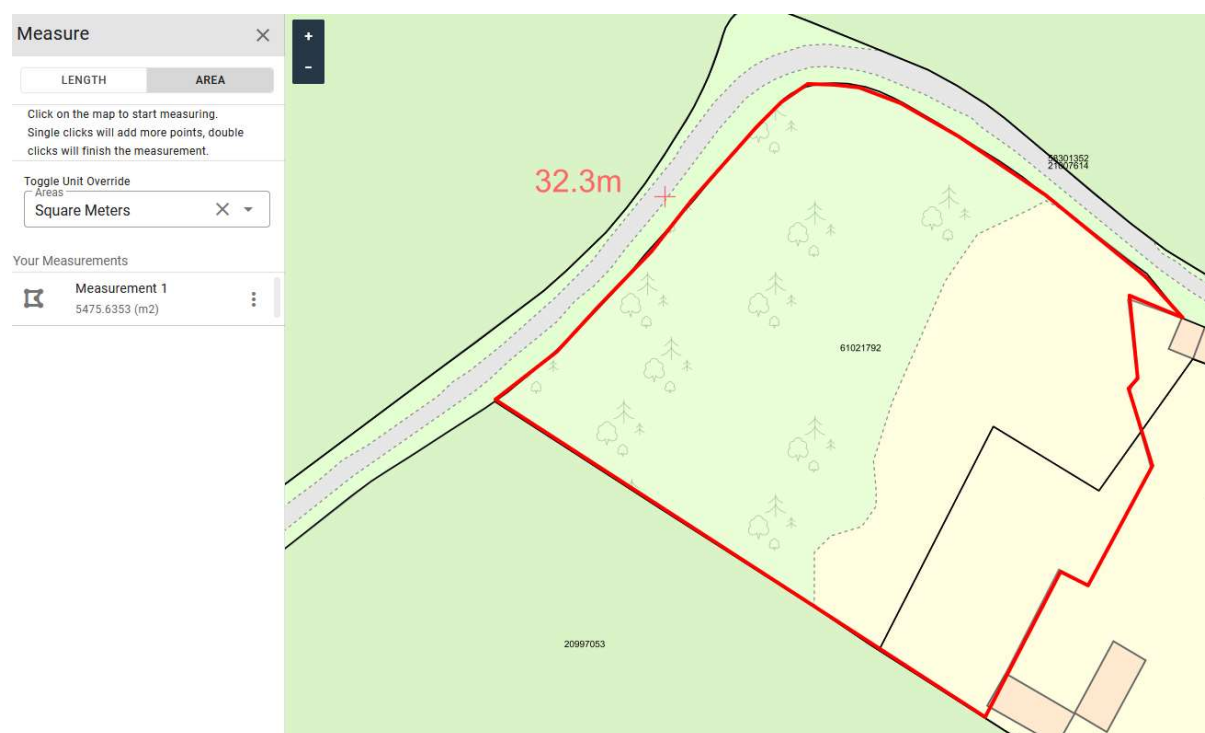 Measure
LENGTH
AREA
Click on the map to start measuring.
Single clicks will add more points, double
clicks will finish the measurement.
Toggle Unit Override
Areas
Square Meters
Your Measurements
Measurement 1
5475.6353 (m2)
+
-
32.3m
61021792
20997053